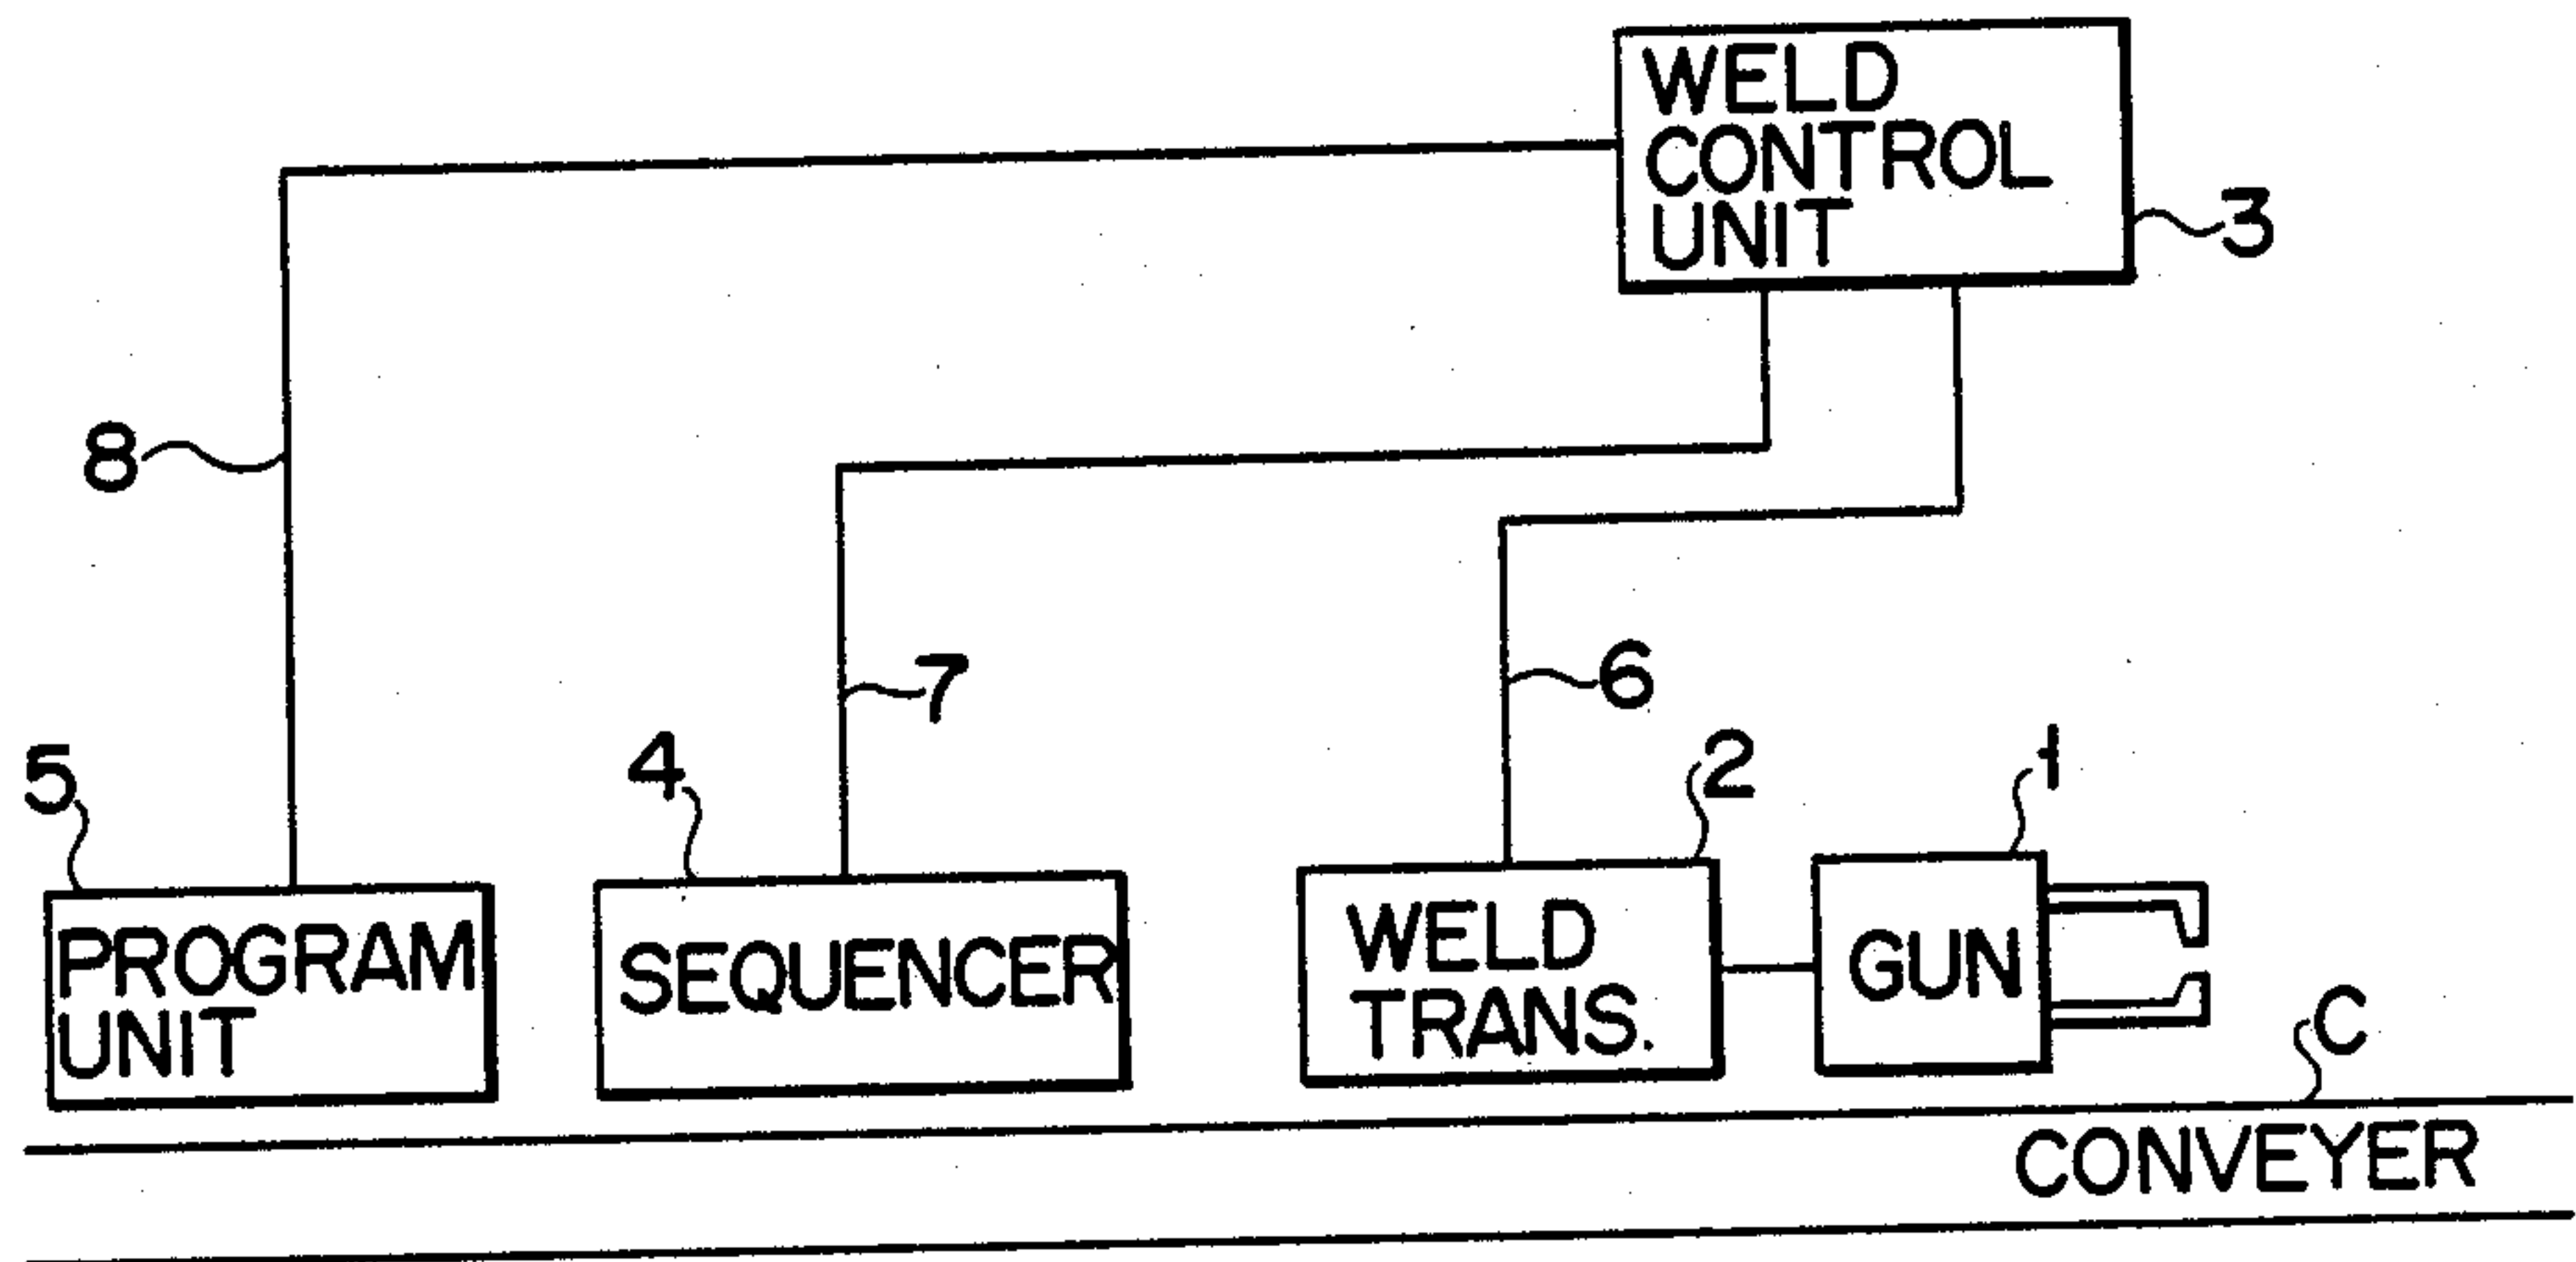 WELD
CONTROL
UNIT
3
8
7
6
5
4
2
1
PROGRAM
UNIT
SEQUENCER
WELD
TRANS.
GUN
C
CONVEYER